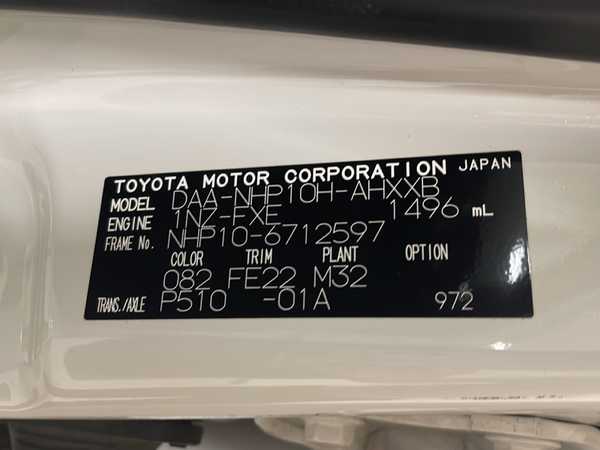 TOYOTA MOTOR CORPORATION JAPAN
MODEL DAA-NHP10H-AHXXB
ENGINE 1NZ-FXE 1496 mL
FRAME No. NHP10-6712597
COLOR TRIM PLANT OPTION
082 FE22 M32
TRANS./AXLE P510 -01A 972